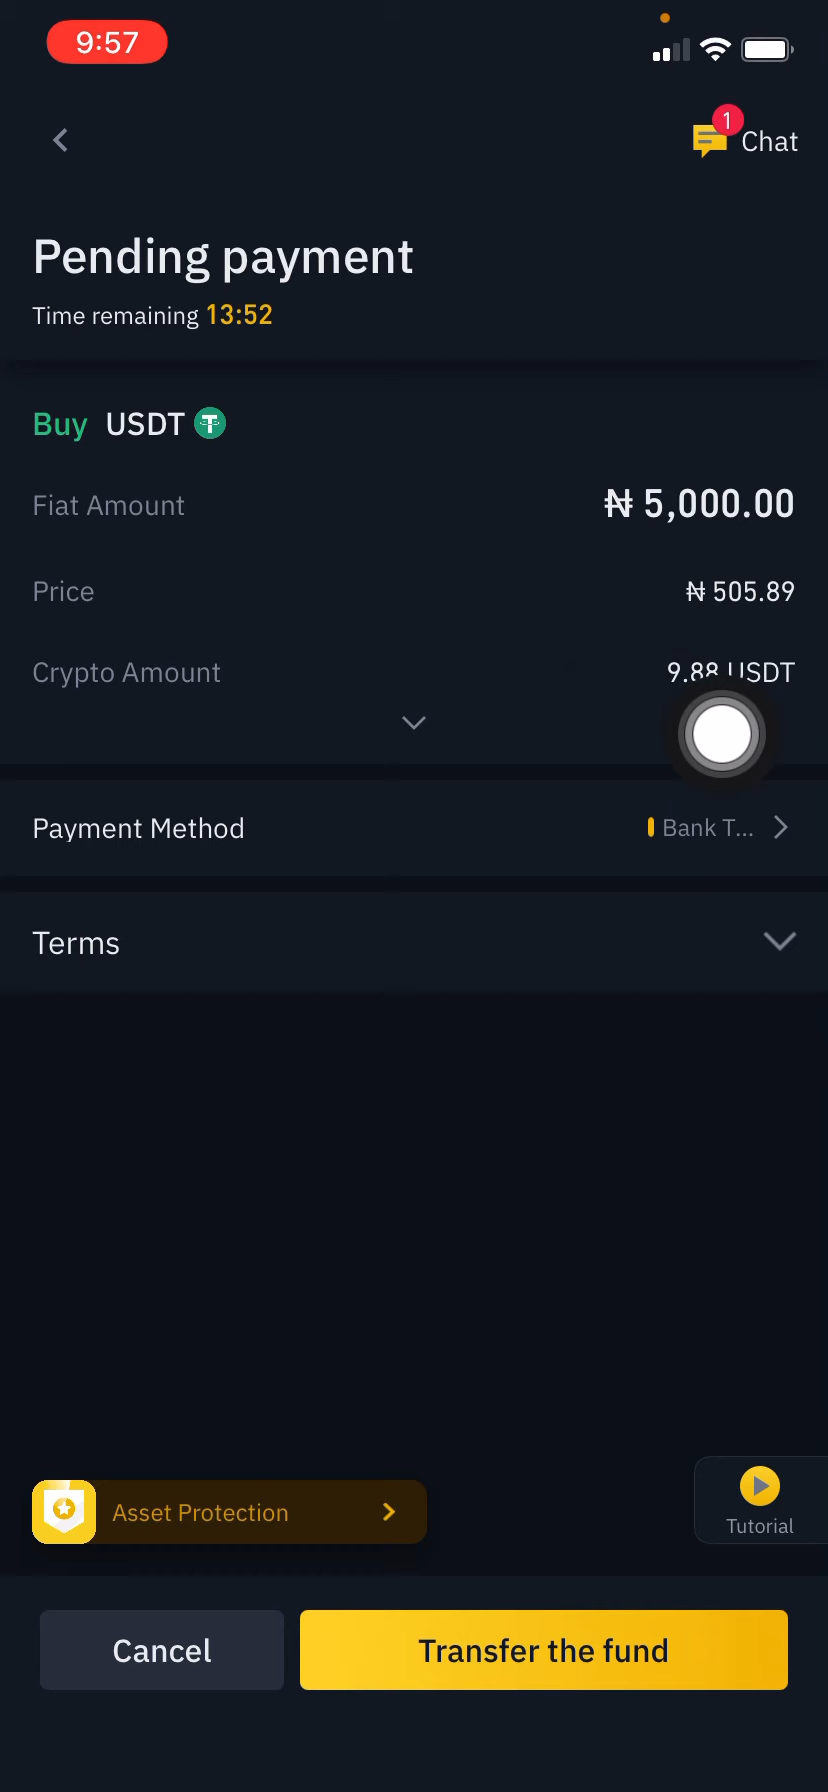 9:57
1
Chat
Pending payment
Time remaining 13:52
Buy USDT
Fiat Amount ₦ 5,000.00
Price ₦ 505.89
Crypto Amount 9.88 USDT
Payment Method Bank T...
Terms
Asset Protection
Tutorial
Cancel Transfer the fund